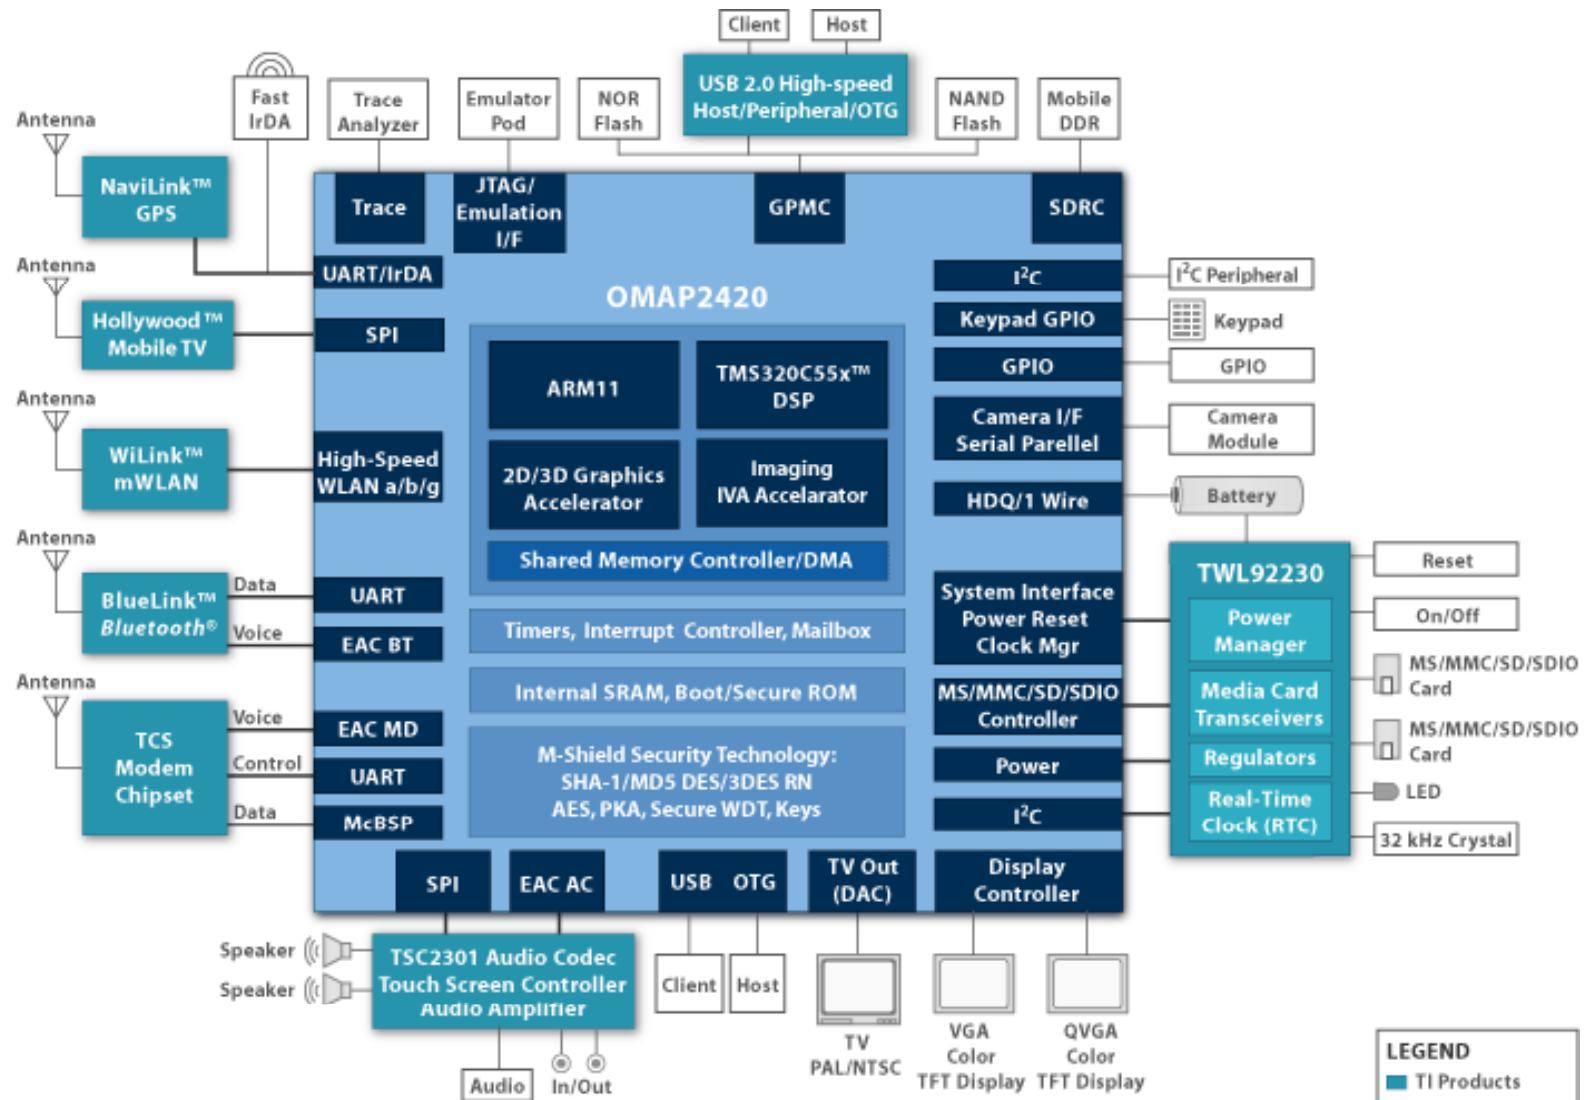 Client
Host
USB 2.0 High-speed
Host/Peripheral/OTG
Fast
IrDA
Trace
Analyzer
Emulator
Pod
NOR
Flash
NAND
Flash
Mobile
DDR
Antenna
NaviLink™
GPS
Trace
JTAG/
Emulation
I/F
GPMC
SDRC
Antenna
UART/IrDA
OMAP2420
I²C
I²C Peripheral
Hollywood™
Mobile TV
SPI
Keypad GPIO
Keypad
ARM11
TMS320C55x™
DSP
GPIO
GPIO
Antenna
WiLink™
mWLAN
High-Speed
WLAN a/b/g
2D/3D Graphics
Accelerator
Imaging
IVA Accelarator
Camera I/F
Serial Parellel
Camera
Module
HDQ/1 Wire
Battery
Antenna
BlueLink™
Bluetooth®
Data
Voice
UART
EAC BT
Shared Memory Controller/DMA
Timers, Interrupt Controller, Mailbox
Internal SRAM, Boot/Secure ROM
M-Shield Security Technology:
SHA-1/MD5 DES/3DES RN
AES, PKA, Secure WDT, Keys
System Interface
Power Reset
Clock Mgr
MS/MMC/SD/SDIO
Controller
Power
I²C
TWL92230
Power
Manager
Media Card
Transceivers
Regulators
Real-Time
Clock (RTC)
Reset
On/Off
MS/MMC/SD/SDIO
Card
MS/MMC/SD/SDIO
Card
LED
32 kHz Crystal
Antenna
TCS
Modem
Chipset
Voice
Control
Data
EAC MD
UART
McBSP
SPI
EAC AC
USB OTG
TV Out
(DAC)
Display
Controller
Speaker
Speaker
TSC2301 Audio Codec
Touch Screen Controller
Audio Amplifier
Client
Host
TV
PAL/NTSC
VGA
Color
TFT Display
QVGA
Color
TFT Display
Audio
In/Out
LEGEND
TI Products